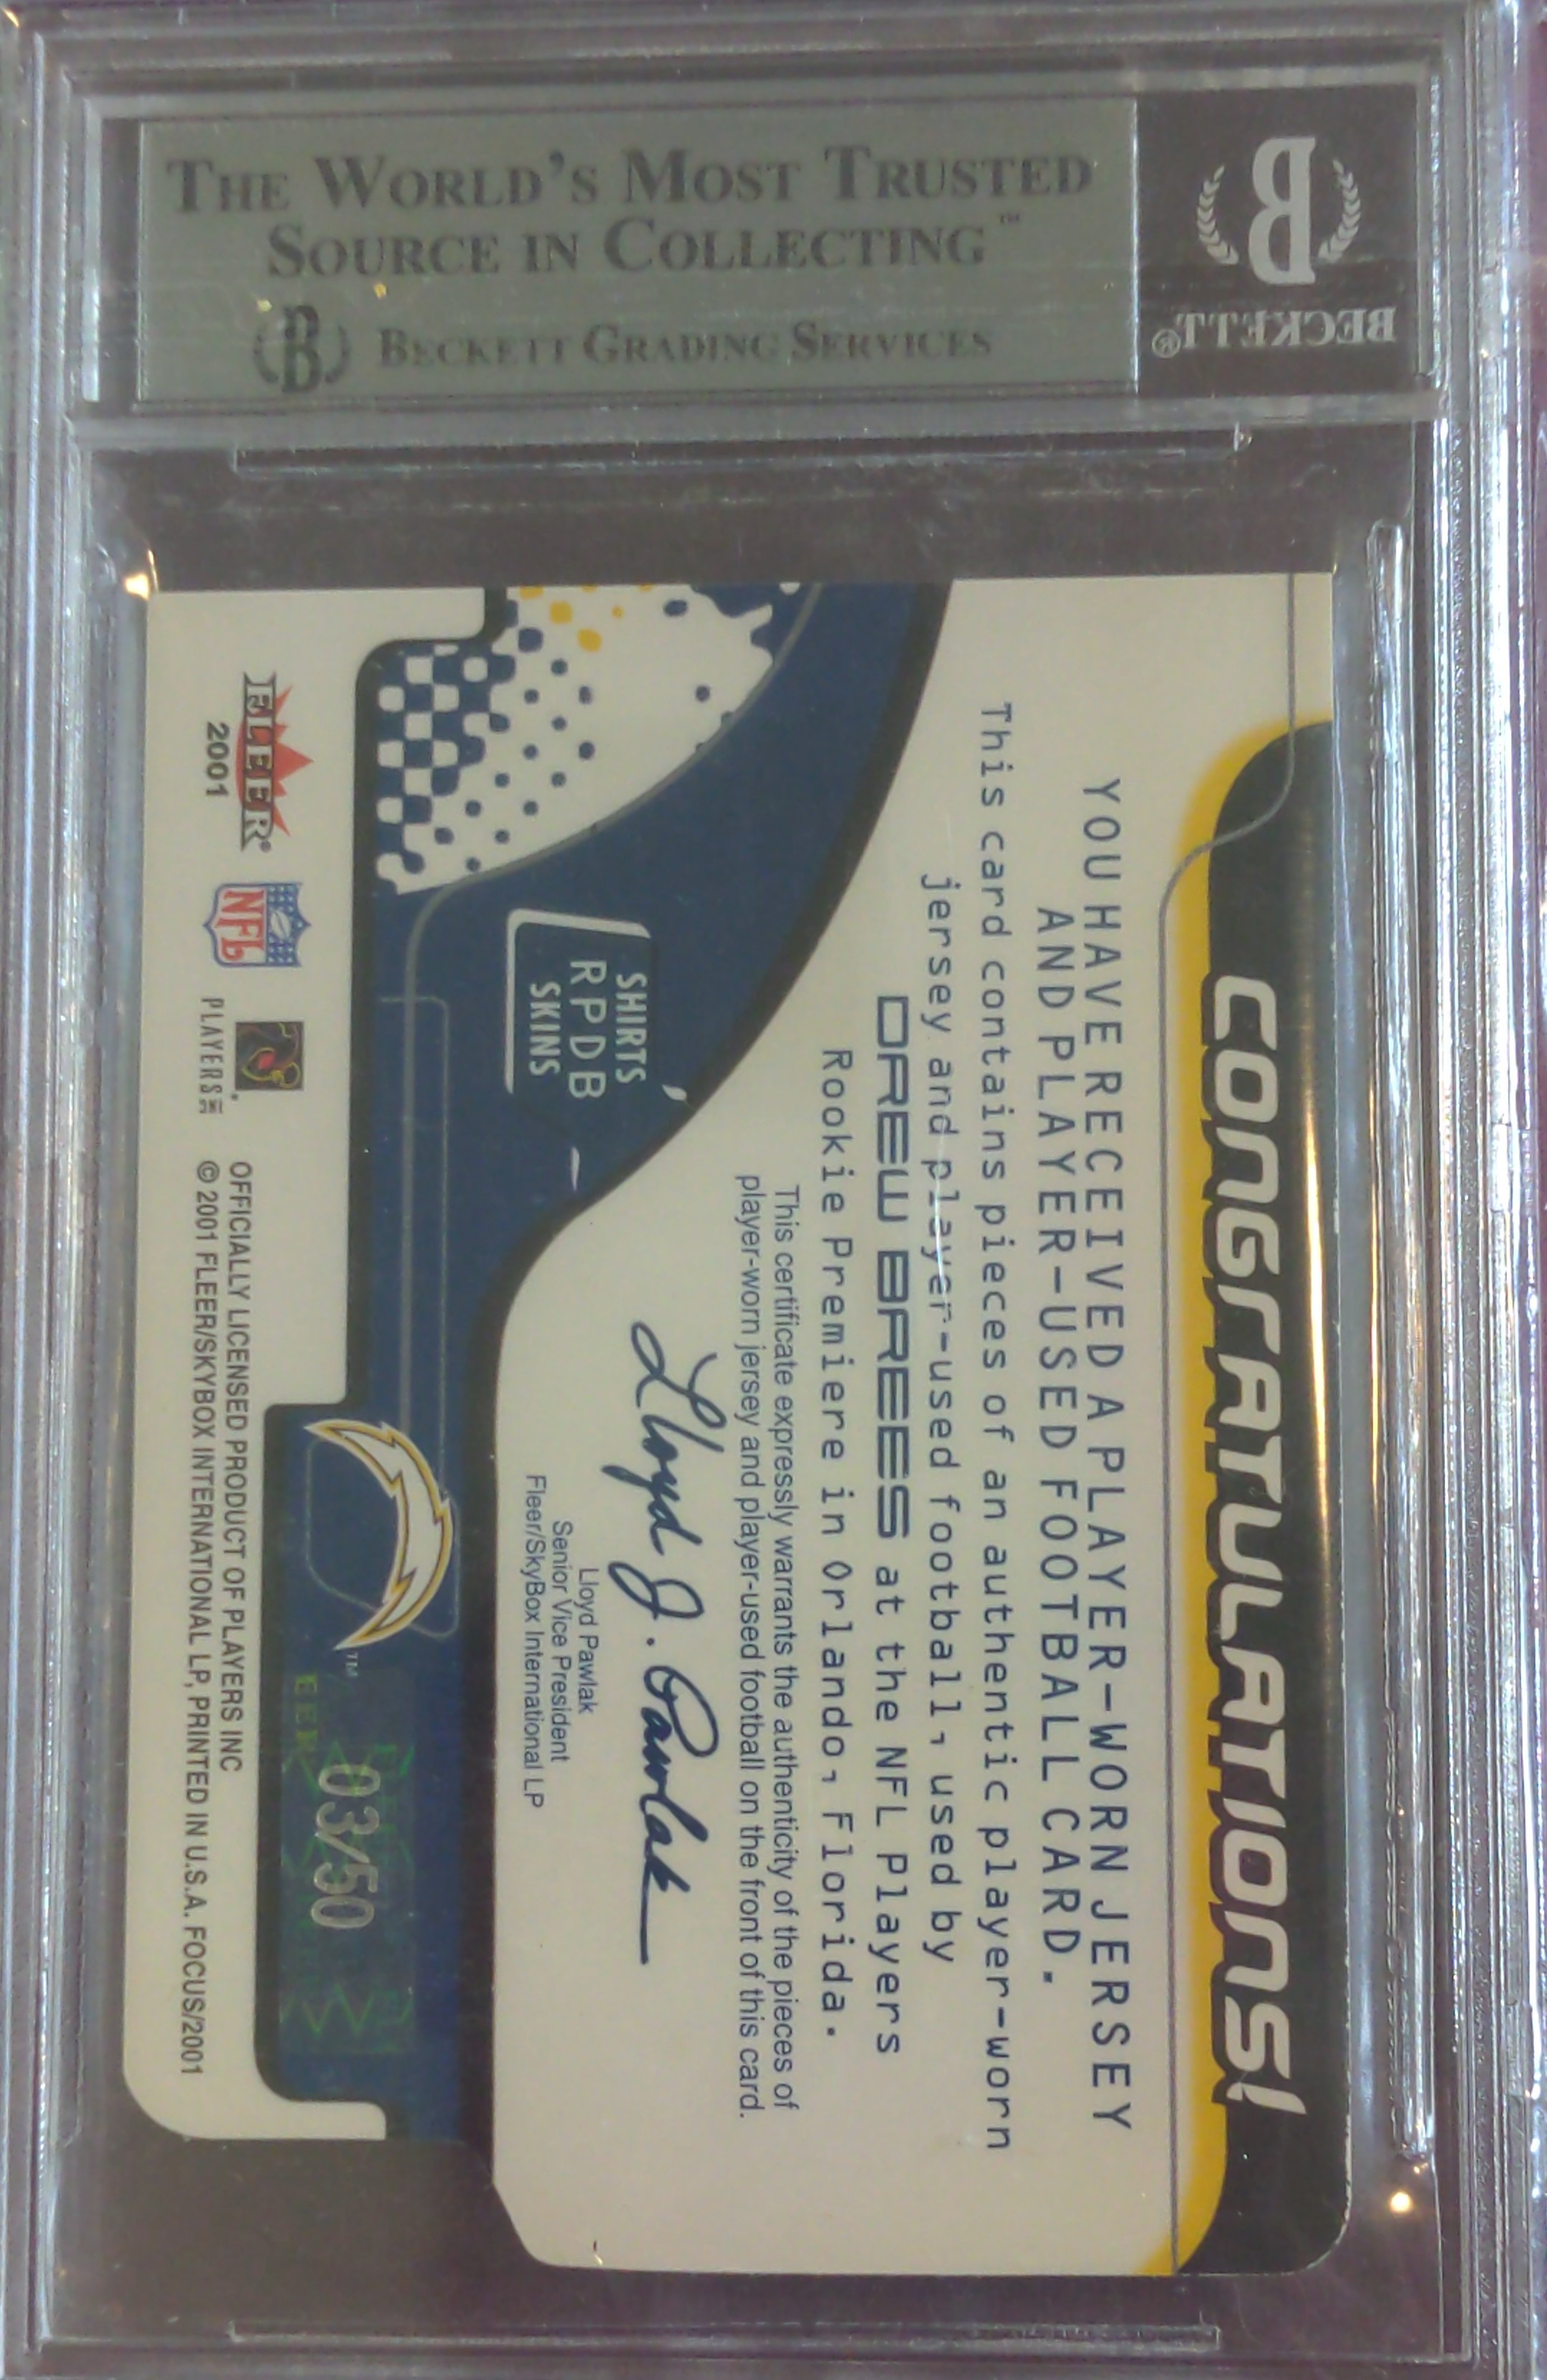 THE WORLD'S MOST TRUSTED
SOURCE IN COLLECTING™
B BECKETT GRADING SERVICES
B
BECKETT®
CONGRATULATIONS!
YOU HAVE RECEIVED A PLAYER-WORN JERSEY
AND PLAYER-USED FOOTBALL CARD.
This card contains pieces of an authentic player-worn
jersey and player-used football, used by
DREW BREES at the NFL Players
Rookie Premiere in Orlando, Florida.
This certificate expressly warrants the authenticity of the pieces of
player-worn jersey and player-used football on the front of this card.
Lloyd J. Pawlak
Lloyd Pawlak
Senior Vice President
Fleer/SkyBox International LP
SHIRTS
RPDB
SKINS
™
03/50
FLEER®
2001
NFL
PLAYERS INC
OFFICIALLY LICENSED PRODUCT OF PLAYERS INC
© 2001 FLEER/SKYBOX INTERNATIONAL LP, PRINTED IN U.S.A. FOCUS/2001